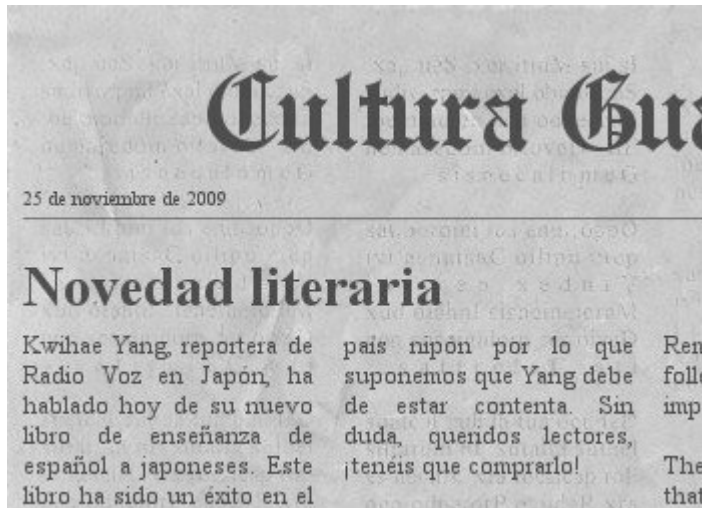 Cultura Gua
25 de noviembre de 2009
Novedad literaria
Kwihae Yang, reportera de
Radio Voz en Japón, ha
hablado hoy de su nuevo
libro de enseñanza de
español a japoneses. Este
libro ha sido un éxito en el
país nipón por lo que
suponemos que Yang debe
de estar contenta. Sin
duda, queridos lectores,
¡tenéis que comprarlo!
Rem
follo
imp
The
that